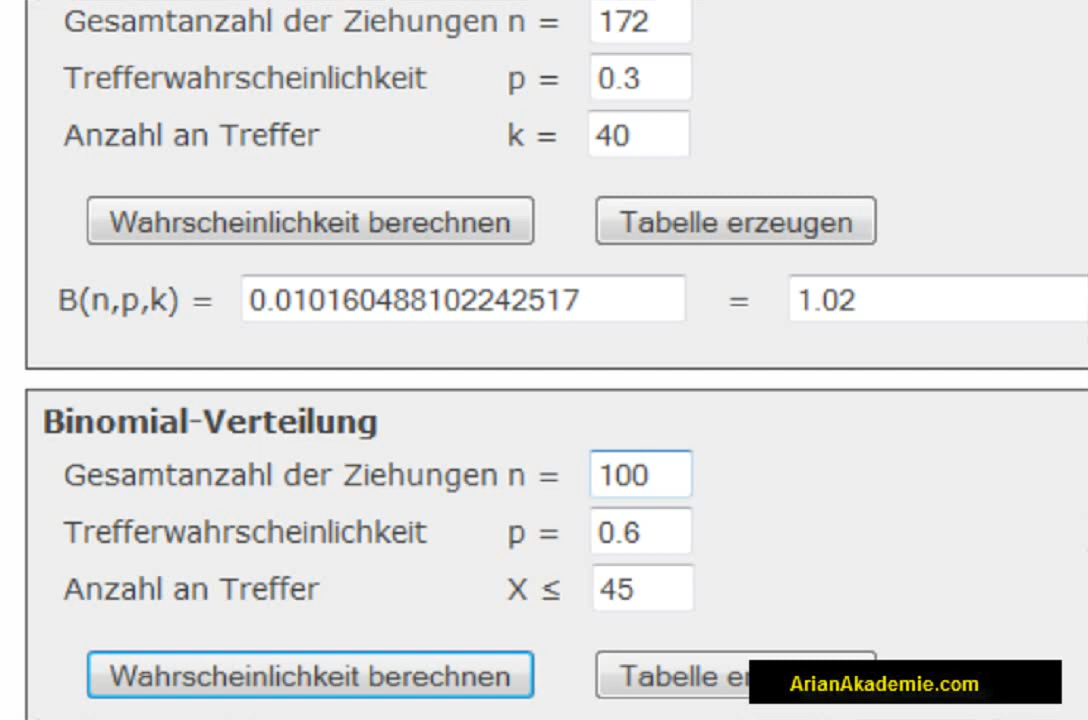 Gesamtanzahl der Ziehungen n = 172
Trefferwahrscheinlichkeit p = 0.3
Anzahl an Treffer k = 40
Wahrscheinlichkeit berechnen Tabelle erzeugen
B(n,p,k) = 0.010160488102242517 = 1.02
Binomial-Verteilung
Gesamtanzahl der Ziehungen n = 100
Trefferwahrscheinlichkeit p = 0.6
Anzahl an Treffer X ≤ 45
Wahrscheinlichkeit berechnen Tabelle
ArianAkademie.com